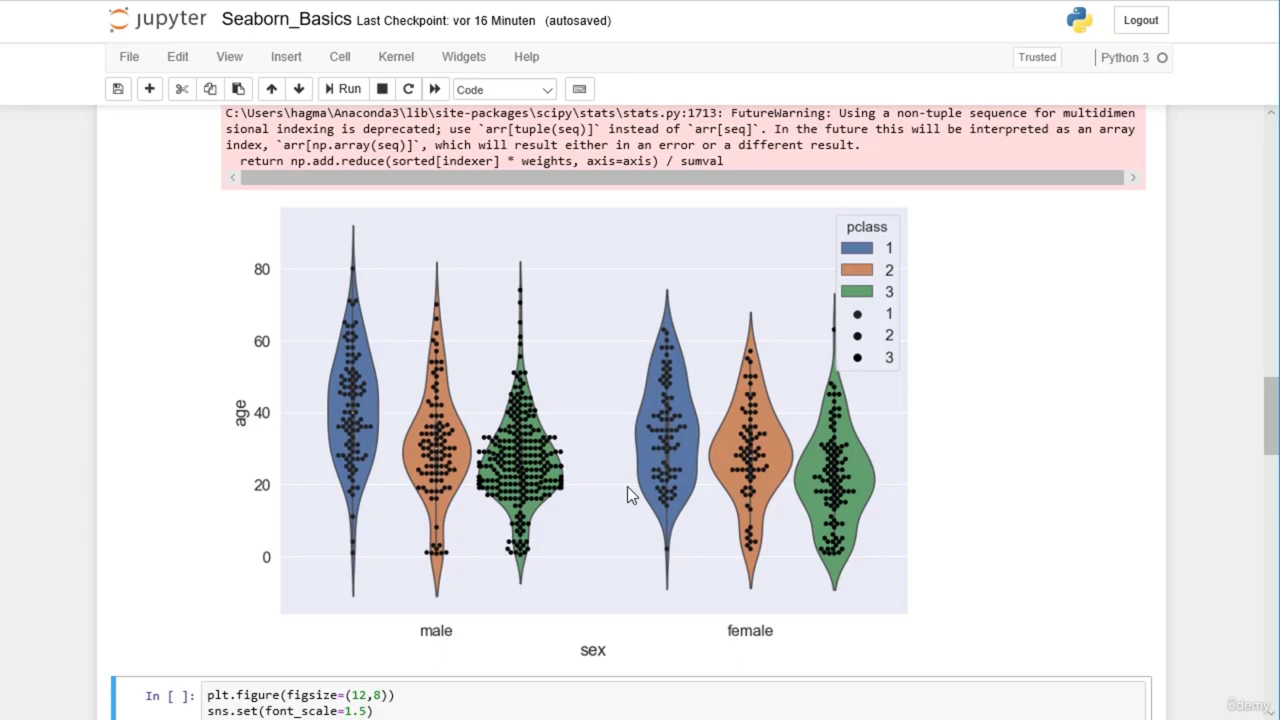 jupyter Seaborn_Basics Last Checkpoint: vor 16 Minuten (autosaved) Logout
File Edit View Insert Cell Kernel Widgets Help Trusted Python 3
Run Code
C:\Users\hagma\Anaconda3\lib\site-packages\scipy\stats\stats.py:1713: FutureWarning: Using a non-tuple sequence for multidimen
sional indexing is deprecated; use `arr[tuple(seq)]` instead of `arr[seq]`. In the future this will be interpreted as an array
index, `arr[np.array(seq)]`, which will result either in an error or a different result.
return np.add.reduce(sorted[indexer] * weights, axis=axis) / sumval
pclass
1
2
3
1
2
3
80
60
40
20
0
age
male female
sex
In [ ]: plt.figure(figsize=(12,8))
sns.set(font_scale=1.5)
Udemy